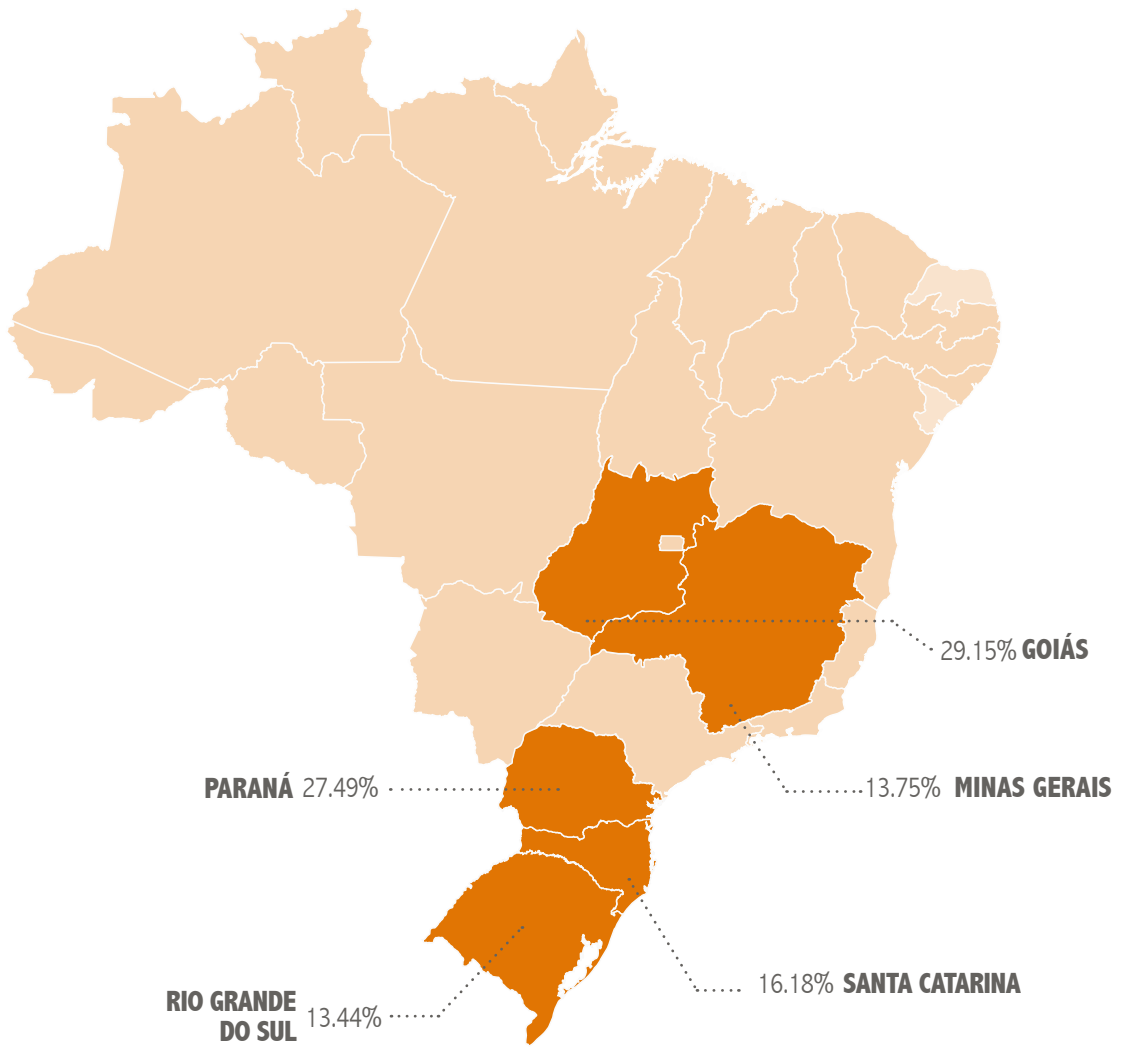 29.15% GOIÁS
PARANÁ 27.49%
13.75% MINAS GERAIS
16.18% SANTA CATARINA
RIO GRANDE
DO SUL 13.44%